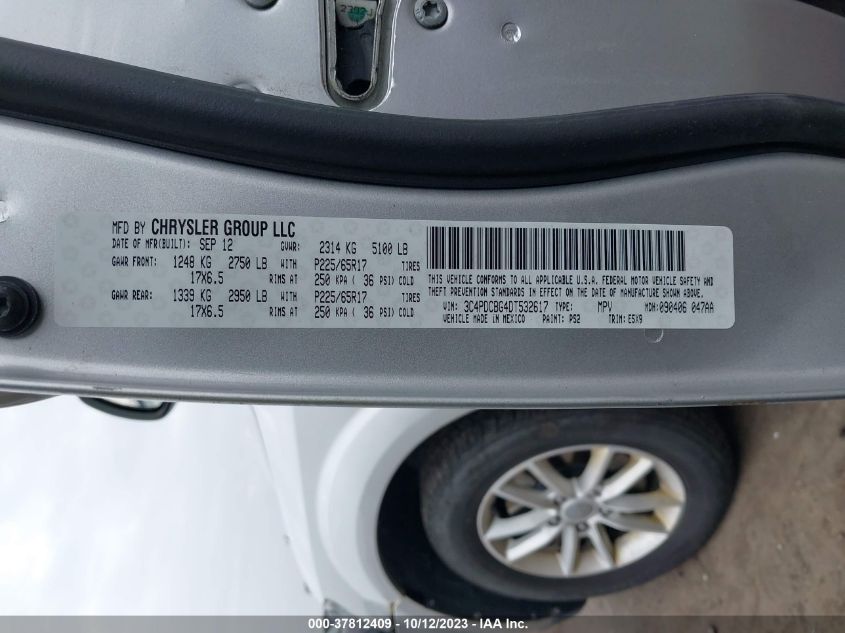 MFD BY CHRYSLER GROUP LLC
DATE OF MFR(BUILT): SEP 12 GVWR: 2314 KG 5100 LB
GAWR FRONT: 1248 KG 2750 LB WITH P225/65R17 TIRES
17X6.5 RIMS AT 250 KPA ( 36 PSI) COLD
GAWR REAR: 1339 KG 2950 LB WITH P225/65R17 TIRES
17X6.5 RIMS AT 250 KPA ( 36 PSI) COLD
THIS VEHICLE CONFORMS TO ALL APPLICABLE U.S.A. FEDERAL MOTOR VEHICLE SAFETY AND
THEFT PREVENTION STANDARDS IN EFFECT ON THE DATE OF MANUFACTURE SHOWN ABOVE.
VIN: 3C4PDCBG4DT532617 TYPE: MPV MDH: 090406 047AA
VEHICLE MADE IN MEXICO PAINT: PS2 TRIM: E5X9
000-37812409 - 10/12/2023 - IAA Inc.